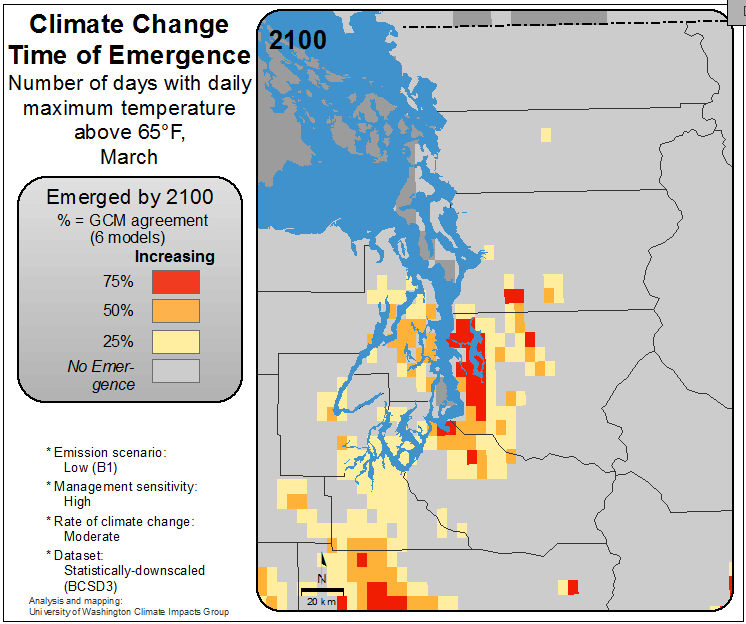 Climate Change
Time of Emergence
Number of days with daily
maximum temperature
above 65°F,
March
Emerged by 2100
% = GCM agreement
(6 models)
Increasing
75%
50%
25%
No Emer-
gence
* Emission scenario:
Low (B1)
* Management sensitivity:
High
* Rate of climate change:
Moderate
* Dataset:
Statistically-downscaled
(BCSD3)
Analysis and mapping:
University of Washington Climate Impacts Group
2100
N
20 km